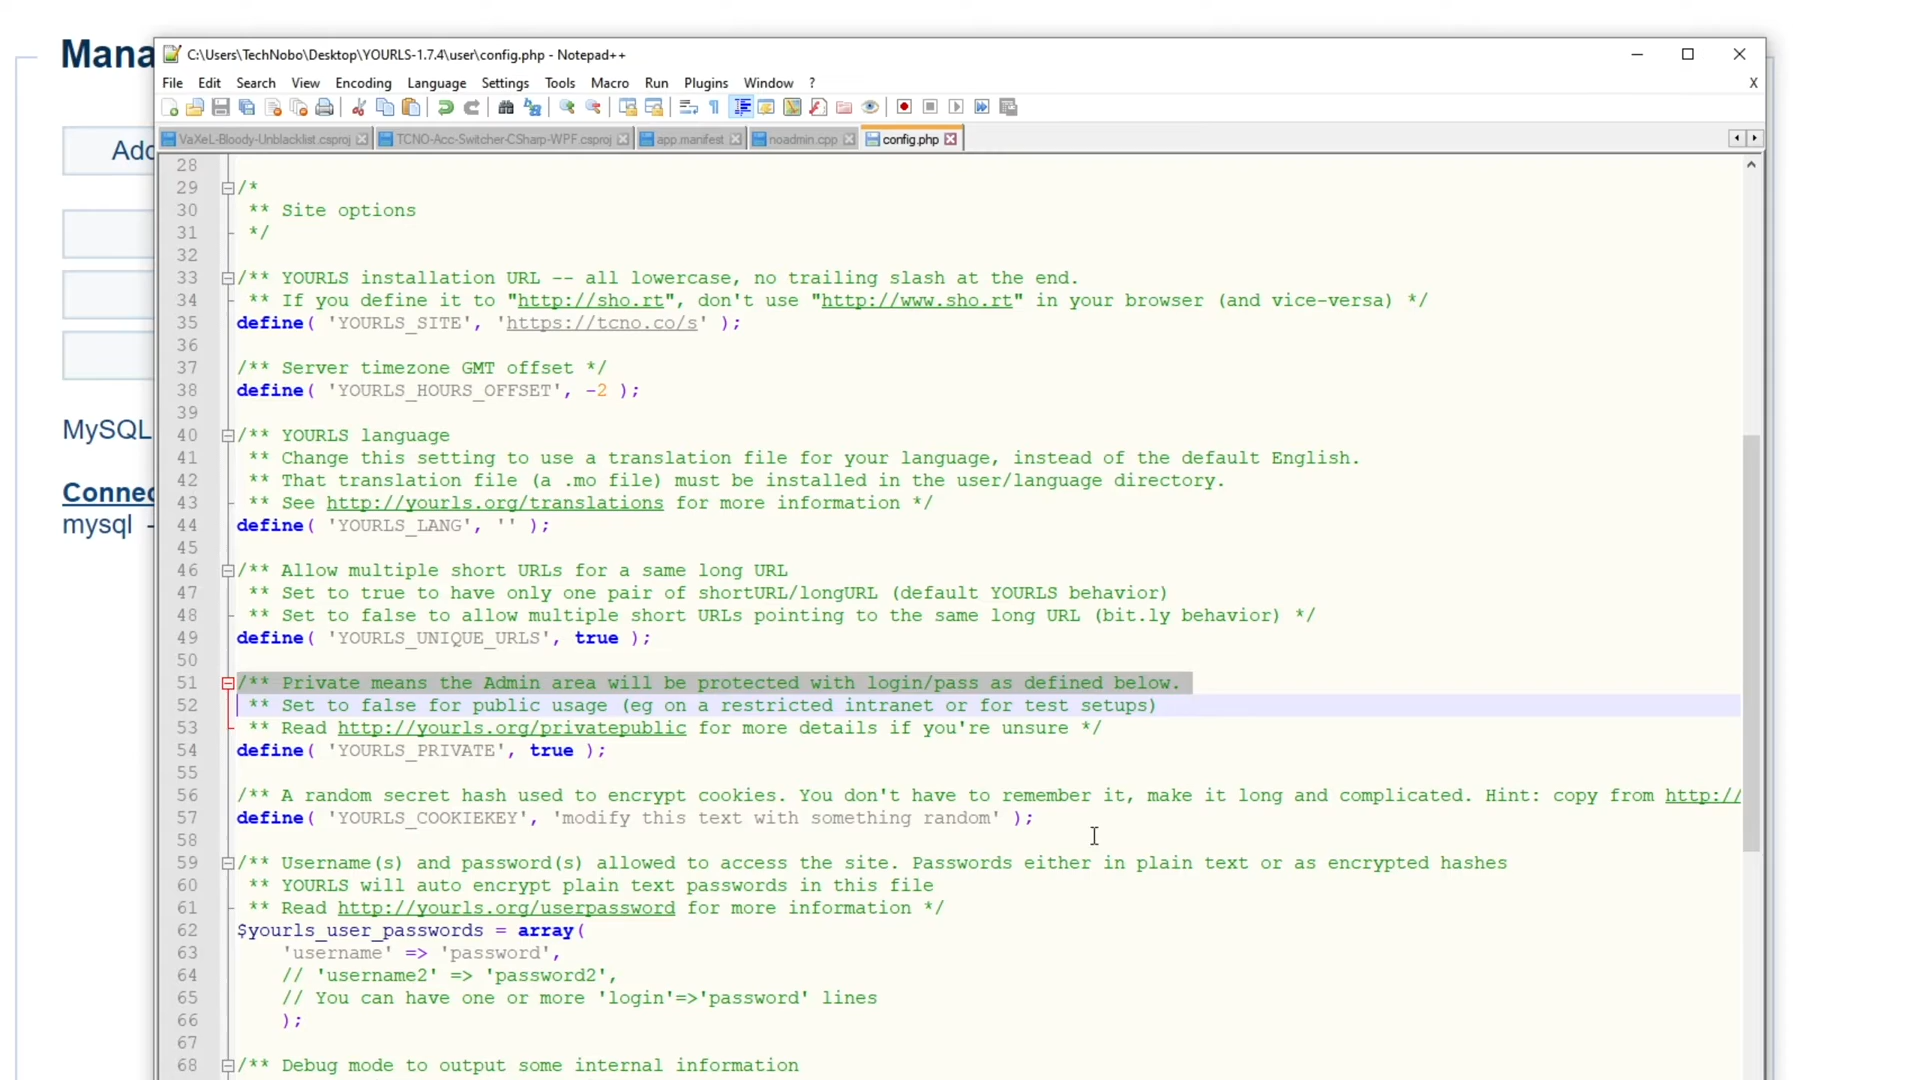 Mana
Add
MySQL
Connec
mysql -
C:\Users\TechNobo\Desktop\YOURLS-1.7.4\user\config.php - Notepad++
File Edit Search View Encoding Language Settings Tools Macro Run Plugins Window ?
X
VaXeL-Bloody-Unblacklist.csproj TCNO-Acc-Switcher-CSharp-WPF.csproj app.manifest noadmin.cpp config.php
28
29 /*
30 ** Site options
31 */
32
33 /** YOURLS installation URL -- all lowercase, no trailing slash at the end.
34 ** If you define it to "http://sho.rt", don't use "http://www.sho.rt" in your browser (and vice-versa) */
35 define( 'YOURLS_SITE', 'https://tcno.co/s' );
36
37 /** Server timezone GMT offset */
38 define( 'YOURLS_HOURS_OFFSET', -2 );
39
40 /** YOURLS language
41 ** Change this setting to use a translation file for your language, instead of the default English.
42 ** That translation file (a .mo file) must be installed in the user/language directory.
43 ** See http://yourls.org/translations for more information */
44 define( 'YOURLS_LANG', '' );
45
46 /** Allow multiple short URLs for a same long URL
47 ** Set to true to have only one pair of shortURL/longURL (default YOURLS behavior)
48 ** Set to false to allow multiple short URLs pointing to the same long URL (bit.ly behavior) */
49 define( 'YOURLS_UNIQUE_URLS', true );
50
51 /** Private means the Admin area will be protected with login/pass as defined below.
52 ** Set to false for public usage (eg on a restricted intranet or for test setups)
53 ** Read http://yourls.org/privatepublic for more details if you're unsure */
54 define( 'YOURLS_PRIVATE', true );
55
56 /** A random secret hash used to encrypt cookies. You don't have to remember it, make it long and complicated. Hint: copy from http://
57 define( 'YOURLS_COOKIEKEY', 'modify this text with something random' );
58
59 /** Username(s) and password(s) allowed to access the site. Passwords either in plain text or as encrypted hashes
60 ** YOURLS will auto encrypt plain text passwords in this file
61 ** Read http://yourls.org/userpassword for more information */
62 $yourls_user_passwords = array(
63 'username' => 'password',
64 // 'username2' => 'password2',
65 // You can have one or more 'login'=>'password' lines
66 );
67
68 /** Debug mode to output some internal information